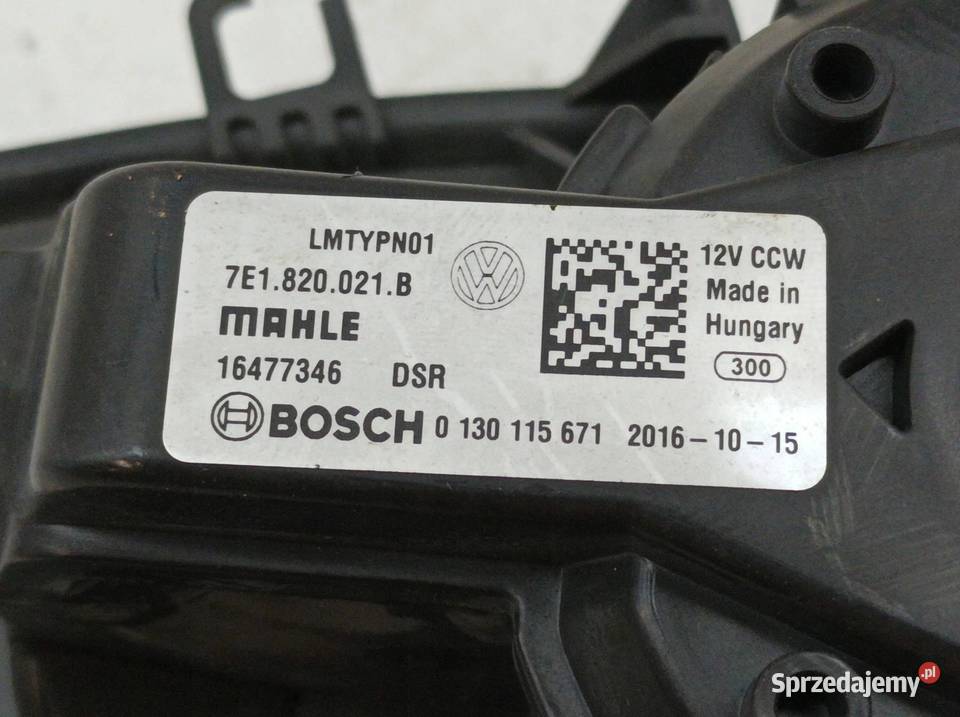 LMTYPN01
7E1.820.021.B
MAHLE
16477346 DSR
BOSCH 0 130 115 671 2016-10-15
12V CCW
Made in
Hungary
300
Sprzedajemy.pl